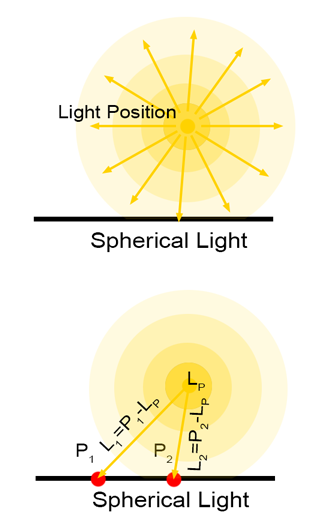 Light Position
Spherical Light
L_P
L_1=P_1-L_P
P_1
P_2
L_2=P_2-L_P
Spherical Light